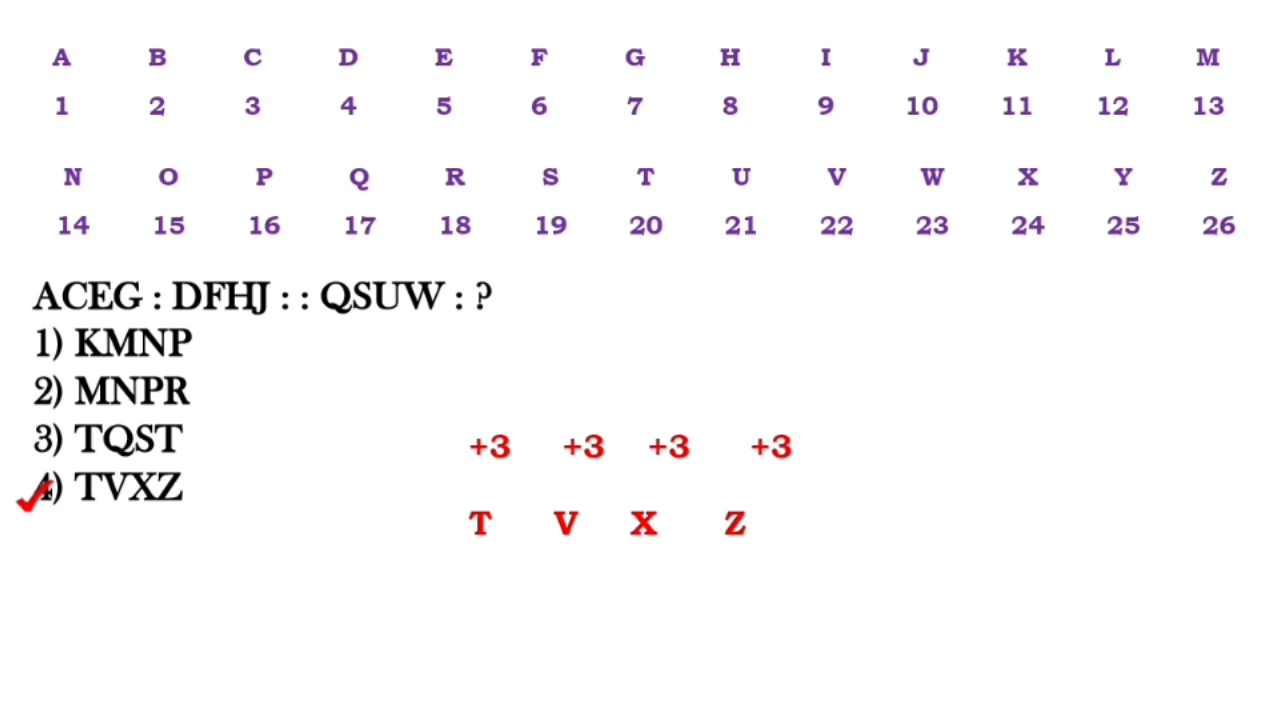 A B C D E F G H I J K L M
1 2 3 4 5 6 7 8 9 10 11 12 13
N O P Q R S T U V W X Y Z
14 15 16 17 18 19 20 21 22 23 24 25 26
ACEG : DFHJ : : QSUW : ?
1) KMNP
2) MNPR
3) TQST
+3 +3 +3 +3
4) TVXZ
T V X Z